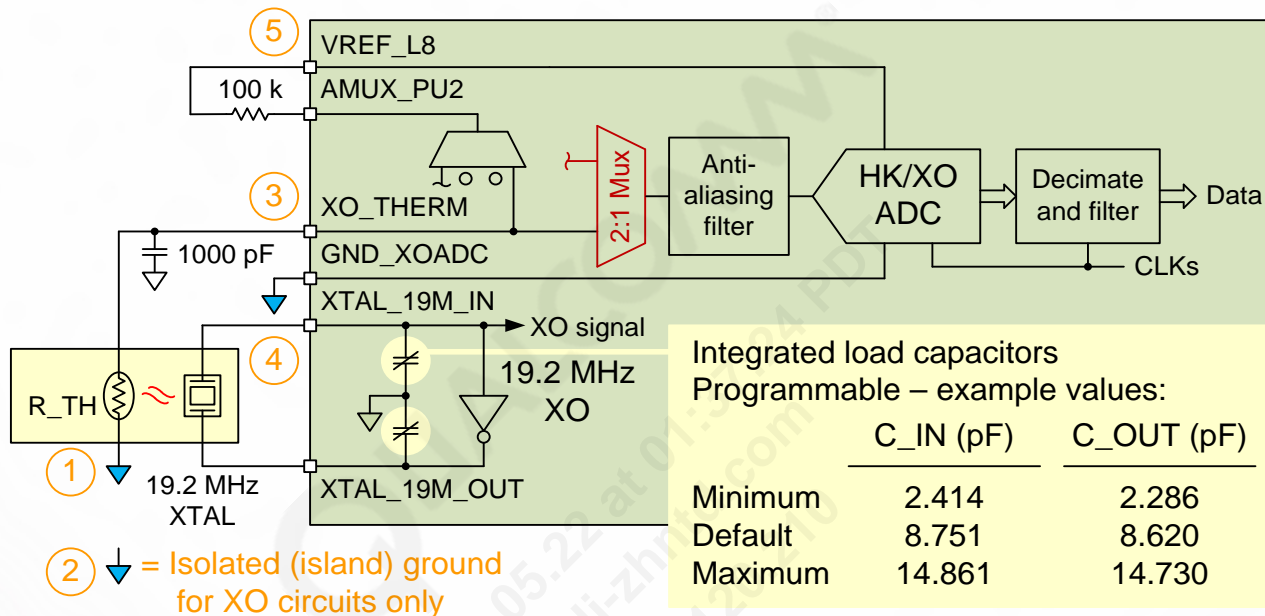 5
VREF_L8
100 k
AMUX_PU2
3
XO_THERM
1000 pF
GND_XOADC
2:1 Mux
Anti-
aliasing
filter
HK/XO
ADC
Decimate
and filter
Data
CLKs
XTAL_19M_IN
4
XO signal
19.2 MHz
XO
R_TH
1
19.2 MHz
XTAL
XTAL_19M_OUT
2
= Isolated (island) ground
for XO circuits only
Integrated load capacitors
Programmable – example values:
C_IN (pF) C_OUT (pF)
Minimum 2.414 2.286
Default 8.751 8.620
Maximum 14.861 14.730